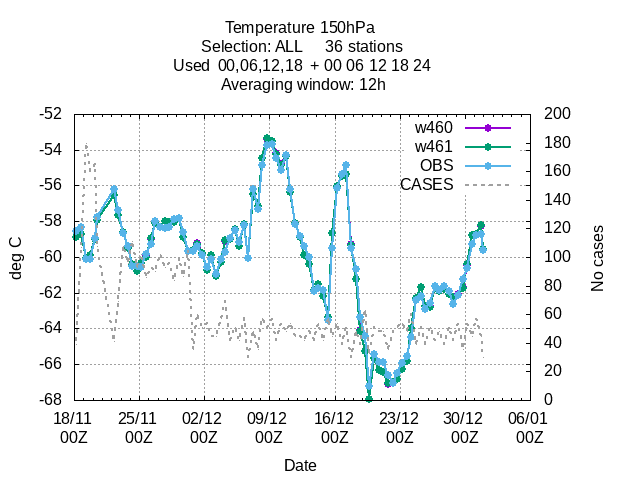 Temperature 150hPa
Selection: ALL 36 stations
Used 00,06,12,18 + 00 06 12 18 24
Averaging window: 12h
-52
-54
-56
-58
-60
-62
-64
-66
-68
200
180
160
140
120
100
80
60
40
20
0
w460
w461
OBS
CASES
deg C
No cases
18/11 25/11 02/12 09/12 16/12 23/12 30/12 06/01
00Z 00Z 00Z 00Z 00Z 00Z 00Z 00Z
Date